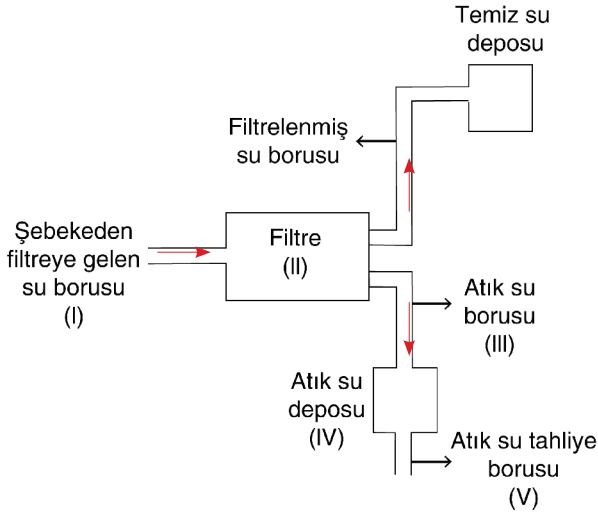 Temiz su
deposu
Filtrelenmiş
su borusu
Şebekeden
filtreye gelen
su borusu
(I)
Filtre
(II)
Atık su
borusu
(III)
Atık su
deposu
(IV)
Atık su tahliye
borusu
(V)